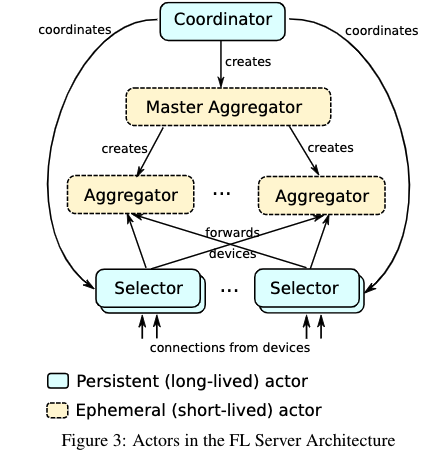 Coordinator
coordinates
coordinates
creates
Master Aggregator
creates
creates
Aggregator
...
Aggregator
forwards
devices
Selector
...
Selector
connections from devices
Persistent (long-lived) actor
Ephemeral (short-lived) actor
Figure 3: Actors in the FL Server Architecture